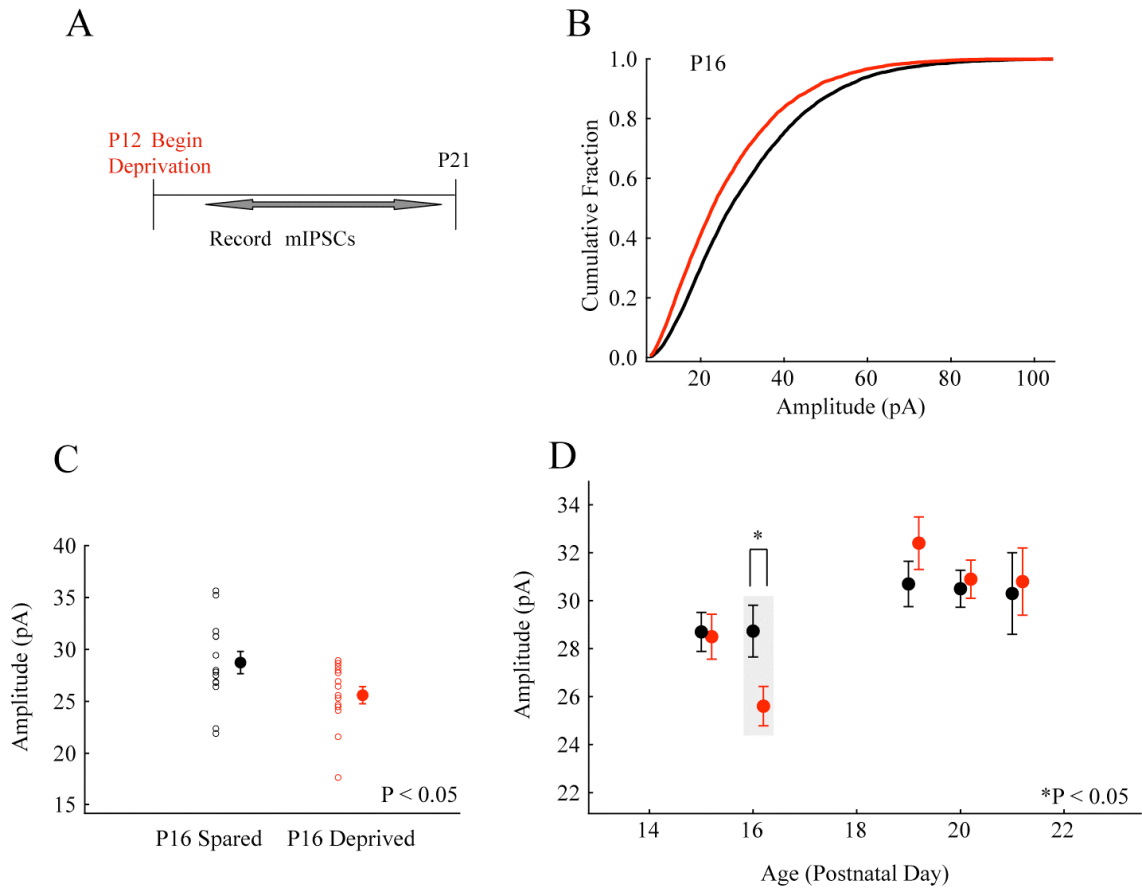 A
P12 Begin
Deprivation
P21
Record mIPSCs
B
P16
1.0
0.8
0.6
0.4
0.2
0.0
Cumulative Fraction
20
40
60
80
100
Amplitude (pA)
C
40
35
30
25
20
15
Amplitude (pA)
P < 0.05
P16 Spared
P16 Deprived
D
34
32
30
28
26
24
22
Amplitude (pA)
*
*P < 0.05
14
16
18
20
22
Age (Postnatal Day)